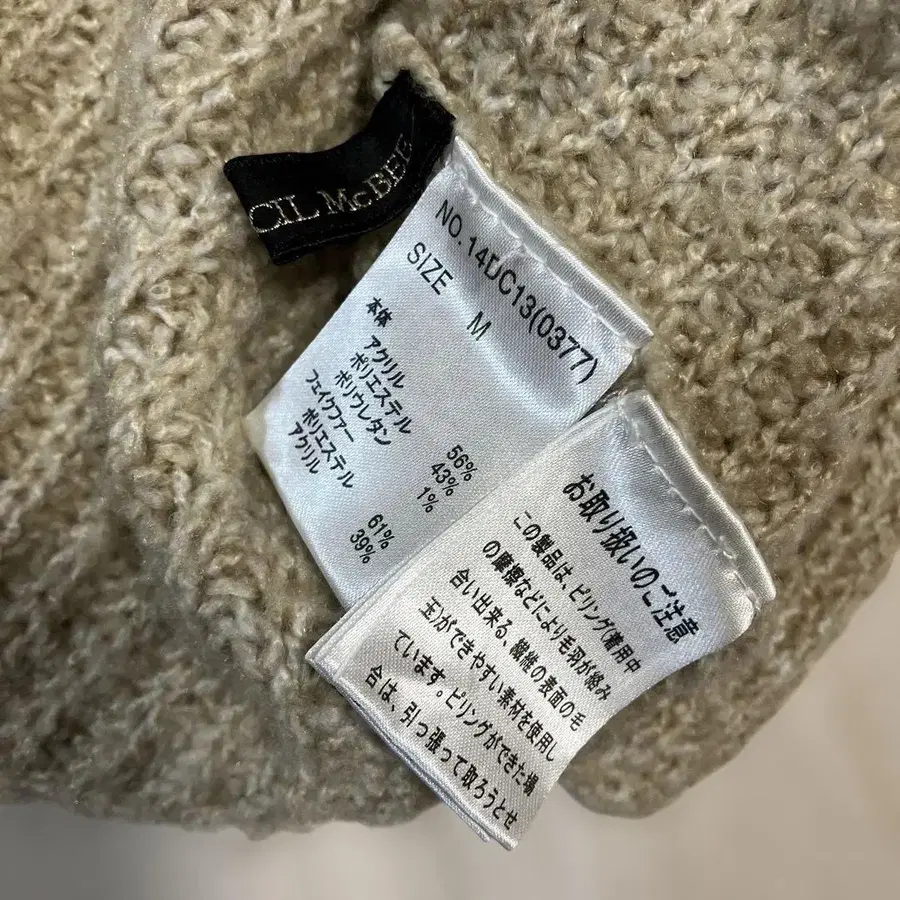 CIL McBEE
NO. 14DC13(0377)
SIZE M
本体
アクリル 56%
ポリエステル 43%
ポリウレタン 1%
フェイクファー
ポリエステル 61%
アクリル 39%
お取り扱いのご注意
この製品は、ピリング(着用中
の摩擦などにより毛羽が絡み
合い出来る、繊維の表面の毛
玉)ができやすい素材を使用し
ています。ピリングができた場
合は、引っ張って取ろうとせ